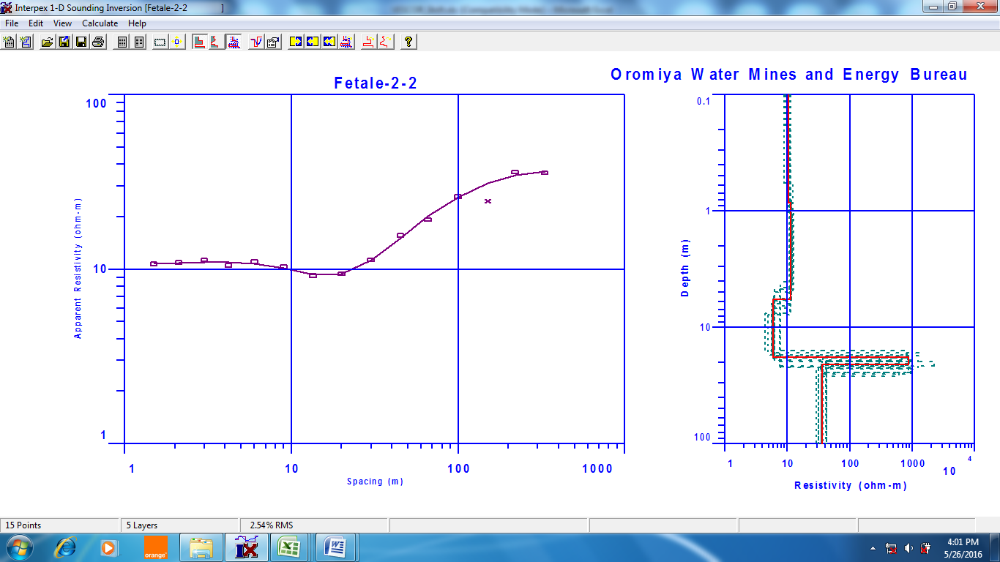 Interpex 1-D Sounding Inversion [Fetale-2-2 ]
File Edit View Calculate Help
Fetale-2-2
Oromiya Water Mines and Energy Bureau
100
10
1
Apparent Resistivity (ohm-m)
1 10 100 1000
Spacing (m)
0.1
1
10
100
Depth (m)
1 10 100 1000 10 4
Resistivity (ohm-m)
15 Points 5 Layers 2.54% RMS
orange
4:01 PM
5/26/2016